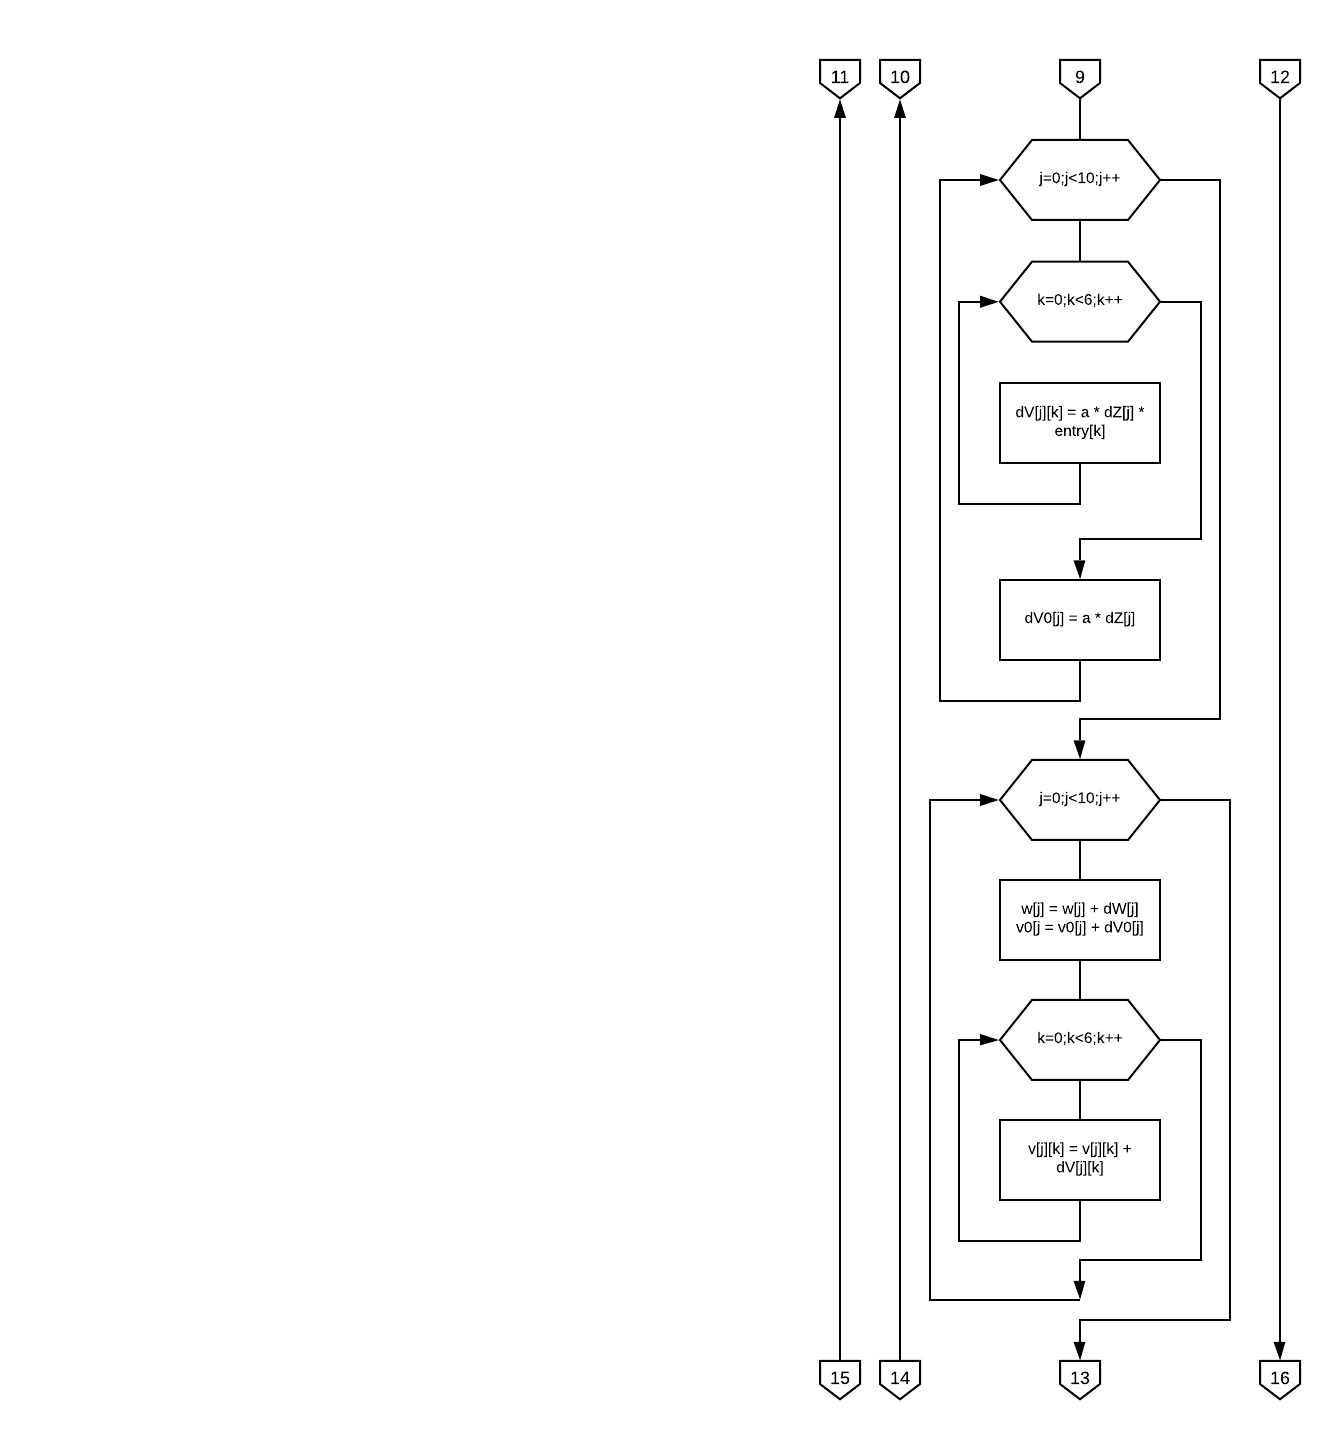 11
10
9
12
j=0;j<10;j++
k=0;k<6;k++
dV[j][k] = a * dZ[j] *
entry[k]
dV0[j] = a * dZ[j]
j=0;j<10;j++
w[j] = w[j] + dW[j]
v0[j = v0[j] + dV0[j]
k=0;k<6;k++
v[j][k] = v[j][k] +
dV[j][k]
15
14
13
16